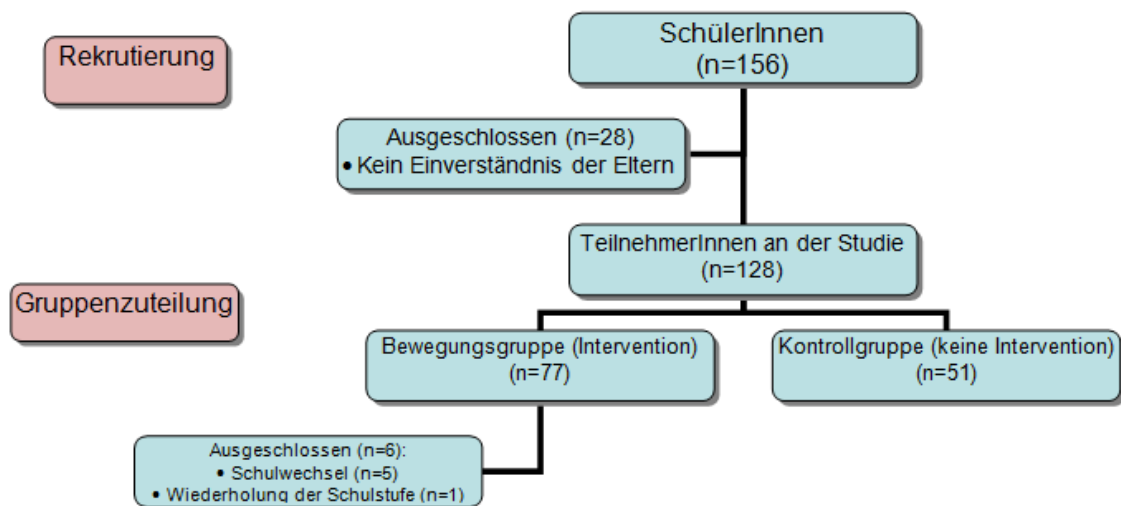 Rekrutierung
SchülerInnen
(n=156)
Ausgeschlossen (n=28)
• Kein Einverständnis der Eltern
TeilnehmerInnen an der Studie
(n=128)
Gruppenzuteilung
Bewegungsgruppe (Intervention)
(n=77)
Kontrollgruppe (keine Intervention)
(n=51)
Ausgeschlossen (n=6):
• Schulwechsel (n=5)
• Wiederholung der Schulstufe (n=1)